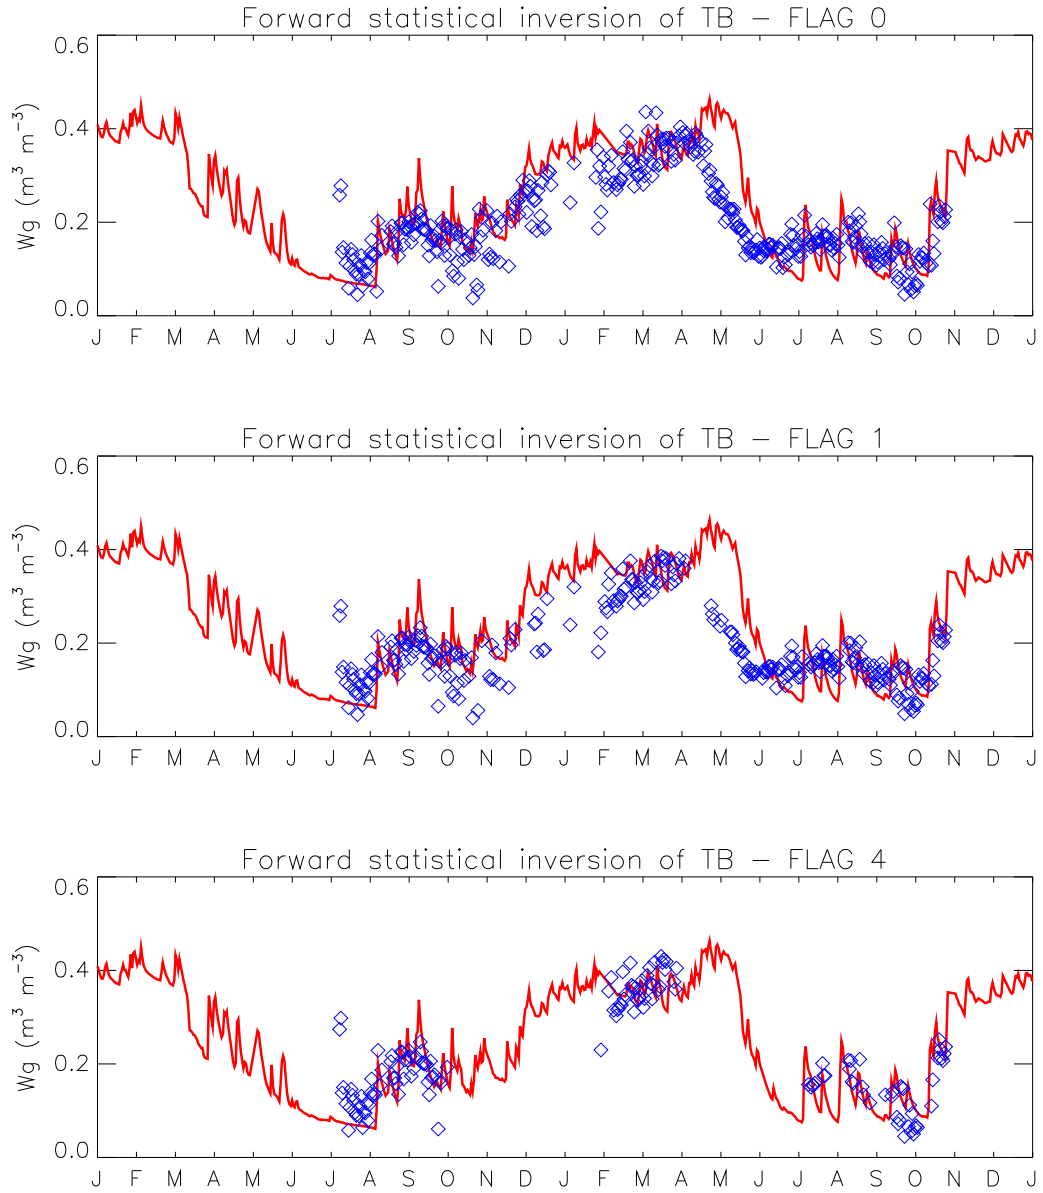 Forward statistical inversion of TB − FLAG 0
0.6
0.4
0.2
0.0
Wg (m³ m⁻³)
J F M A M J J A S O N D J F M A M J J A S O N D J
Forward statistical inversion of TB − FLAG 1
0.6
0.4
0.2
0.0
Wg (m³ m⁻³)
J F M A M J J A S O N D J F M A M J J A S O N D J
Forward statistical inversion of TB − FLAG 4
0.6
0.4
0.2
0.0
Wg (m³ m⁻³)
J F M A M J J A S O N D J F M A M J J A S O N D J